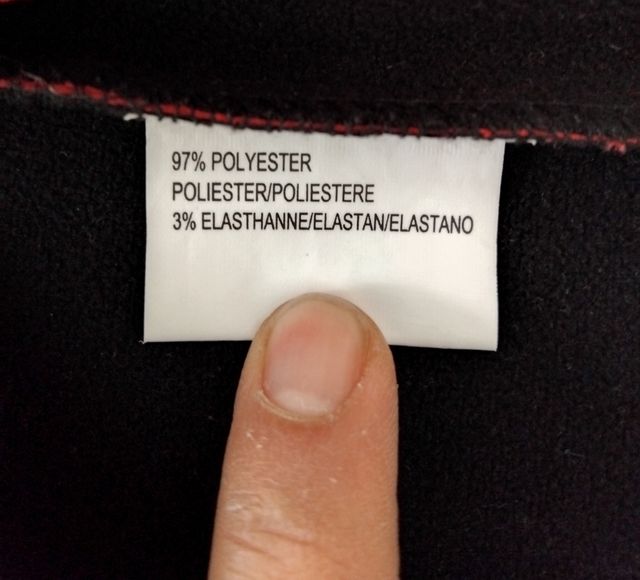 97% POLYESTER
POLIESTER/POLIESTERE
3% ELASTHANNE/ELASTAN/ELASTANO